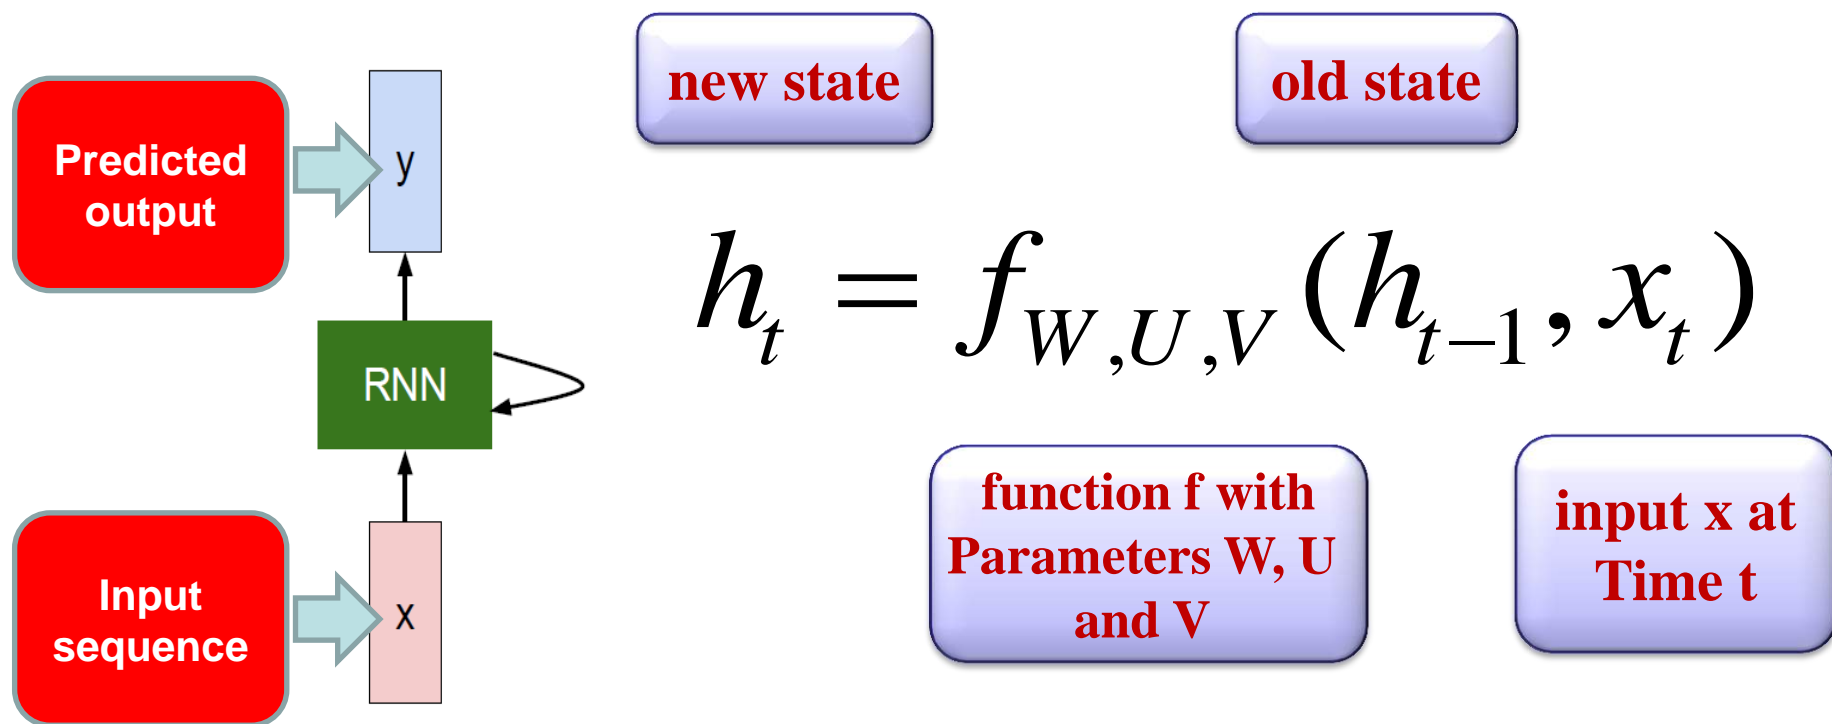 Predicted
output
y
RNN
Input
sequence
x
new state
old state
h_t = f_{W,U,V}(h_{t-1}, x_t)
function f with
Parameters W, U
and V
input x at
Time t